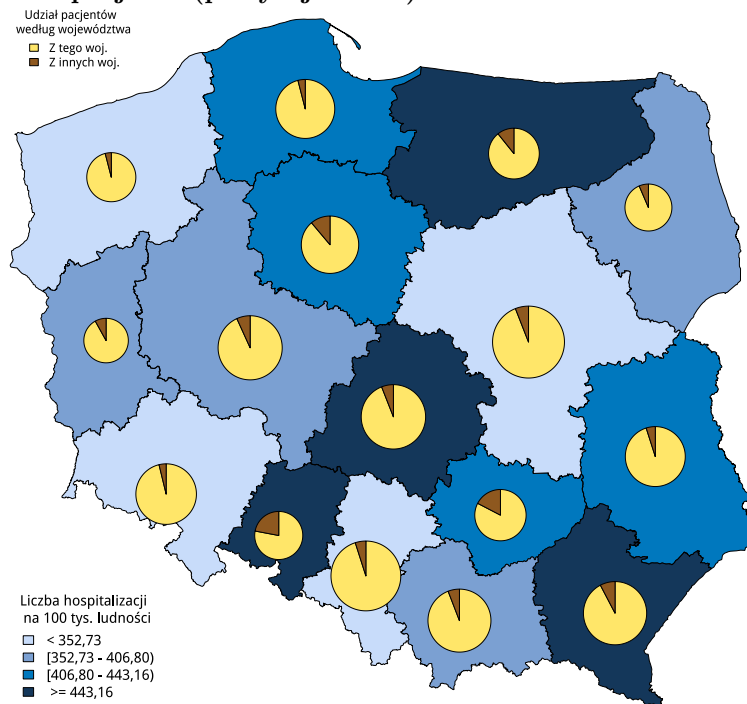 Udział pacjentów
według województwa
Z tego woj.
Z innych woj.
Liczba hospitalizacji
na 100 tys. ludności
< 352,73
[352,73 - 406,80)
[406,80 - 443,16)
>= 443,16